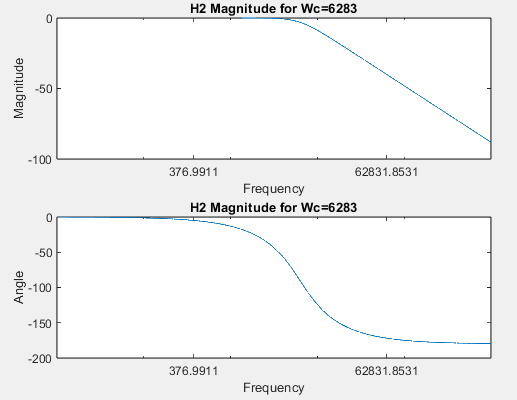 H2 Magnitude for Wc=6283
0
-50
-100
Magnitude
376.9911 62831.8531
Frequency
H2 Magnitude for Wc=6283
0
-50
-100
-150
-200
Angle
376.9911 62831.8531
Frequency